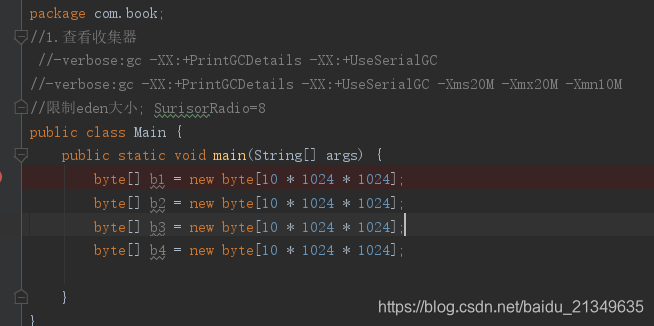 package com.book;
//1.查看收集器
//-verbose:gc -XX:+PrintGCDetails -XX:+UseSerialGC
//-verbose:gc -XX:+PrintGCDetails -XX:+UseSerialGC -Xms20M -Xmx20M -Xmn10M
//限制eden大小; SurisorRadio=8
public class Main {
public static void main(String[] args) {
byte[] b1 = new byte[10 * 1024 * 1024];
byte[] b2 = new byte[10 * 1024 * 1024];
byte[] b3 = new byte[10 * 1024 * 1024];
byte[] b4 = new byte[10 * 1024 * 1024];
}
}
https://blog.csdn.net/baidu_21349635